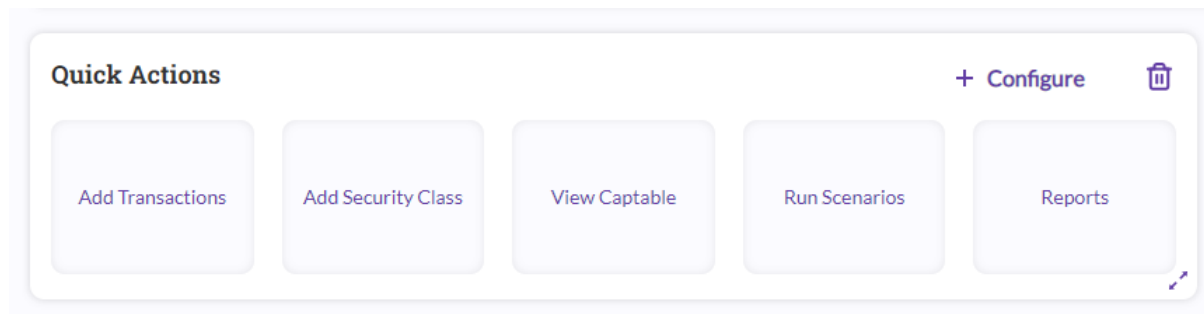 Quick Actions
+ Configure
Add Transactions
Add Security Class
View Captable
Run Scenarios
Reports